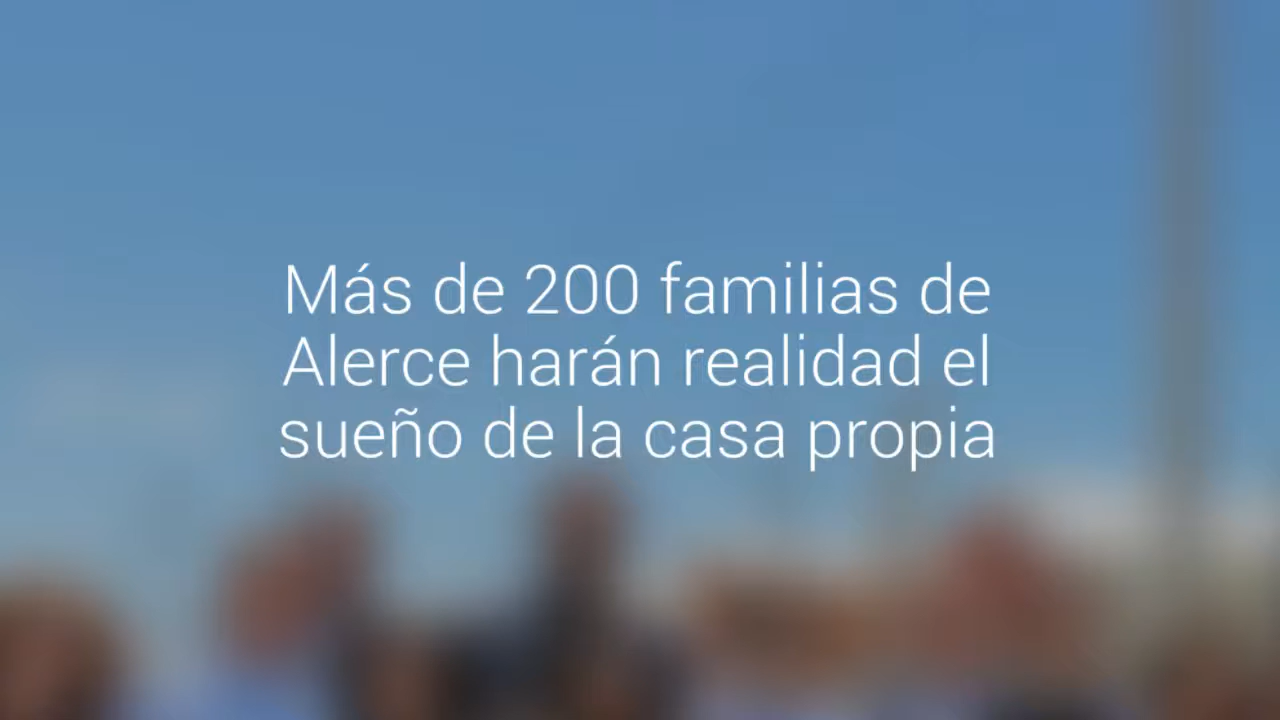 Más de 200 familias de
Alerce harán realidad el
sueño de la casa propia